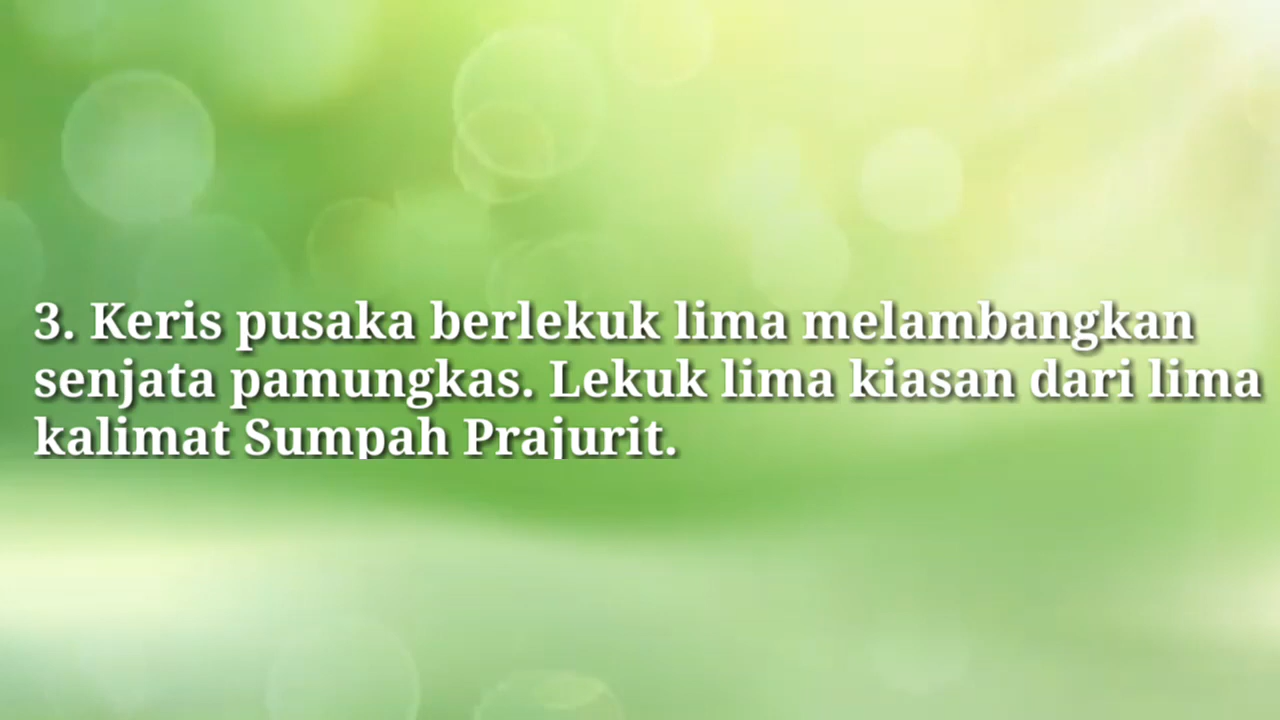 3. Keris pusaka berlekuk lima melambangkan
senjata pamungkas. Lekuk lima kiasan dari lima
kalimat Sumpah Prajurit.